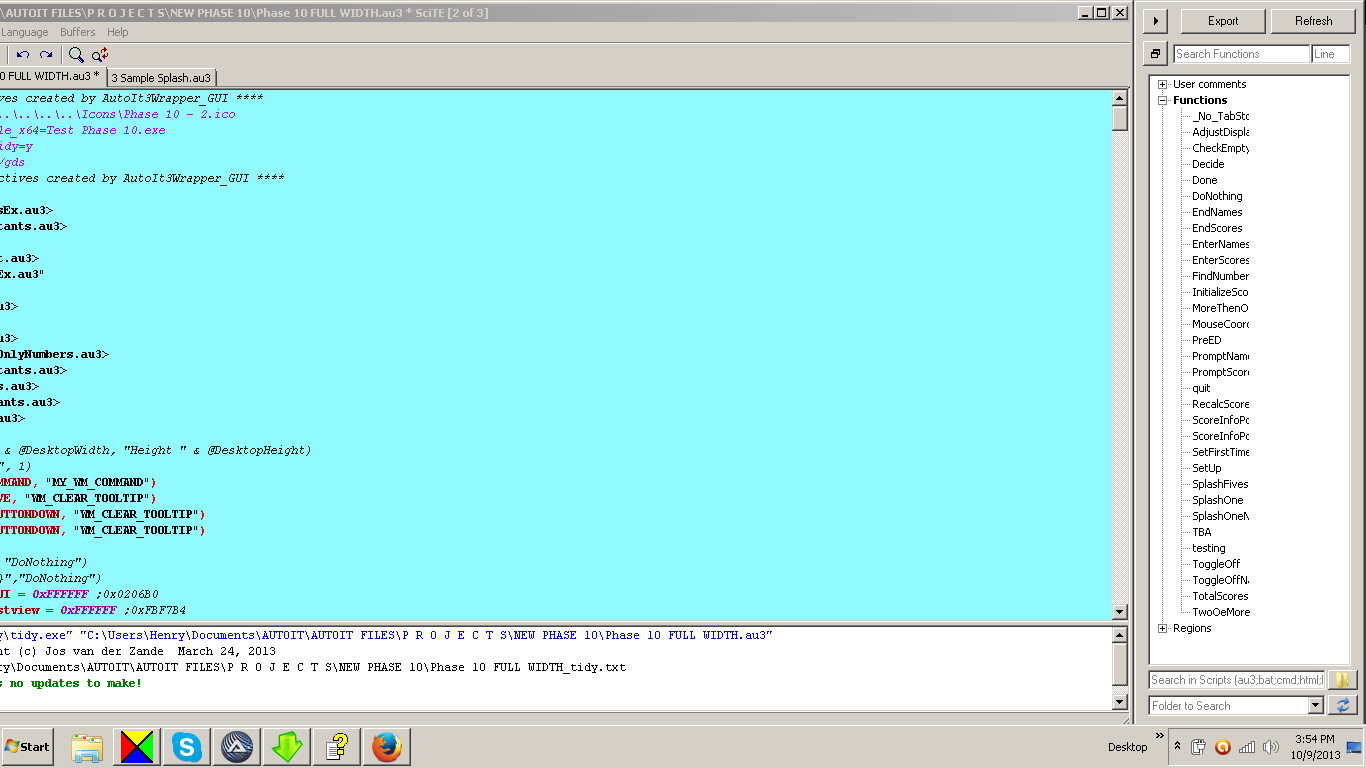 \AUTOIT FILES\P R O J E C T S\NEW PHASE 10\Phase 10 FULL WIDTH.au3 * SciTE [2 of 3]
Language Buffers Help
0 FULL WIDTH.au3 *
3 Sample Splash.au3
ves created by AutoIt3Wrapper_GUI ****
..\..\..\..\Icons\Phase 10 - 2.ico
le_x64=Test Phase 10.exe
idy=y
/gds
ctives created by AutoIt3Wrapper_GUI ****
sEx.au3>
tants.au3>
t.au3>
Ex.au3"
u3>
u3>
OnlyNumbers.au3>
tants.au3>
s.au3>
ants.au3>
au3>
& @DesktopWidth, "Height " & @DesktopHeight)
", 1)
MMAND, "MY_WM_COMMAND")
VE, "WM_CLEAR_TOOLTIP")
UTTONDOWN, "WM_CLEAR_TOOLTIP")
UTTONDOWN, "WM_CLEAR_TOOLTIP")
"DoNothing")
}","DoNothing")
UI = 0xFFFFFF ;0x0206B0
stview = 0xFFFFFF ;0xFBF7B4
y\tidy.exe" "C:\Users\Henry\Documents\AUTOIT\AUTOIT FILES\P R O J E C T S\NEW PHASE 10\Phase 10 FULL WIDTH.au3"
nt (c) Jos van der Zande  March 24, 2013
ry\Documents\AUTOIT\AUTOIT FILES\P R O J E C T S\NEW PHASE 10\Phase 10 FULL WIDTH_tidy.txt
s no updates to make!
Export
Refresh
Search Functions
Line
User comments
Functions
_No_TabSto
AdjustDispla
CheckEmpty
Decide
Done
DoNothing
EndNames
EndScores
EnterNames
EnterScores
FindNumber
InitializeSco
MoreThenO
MouseCoord
PreED
PromptName
PromptScore
quit
RecalcScore
ScoreInfoPo
ScoreInfoPo
SetFirstTime
SetUp
SplashFives
SplashOne
SplashOneN
TBA
testing
ToggleOff
ToggleOffNa
TotalScores
TwoOeMore
Regions
Search in Scripts (au3;bat;cmd;html;l
Folder to Search
Start
Desktop
3:54 PM
10/9/2013